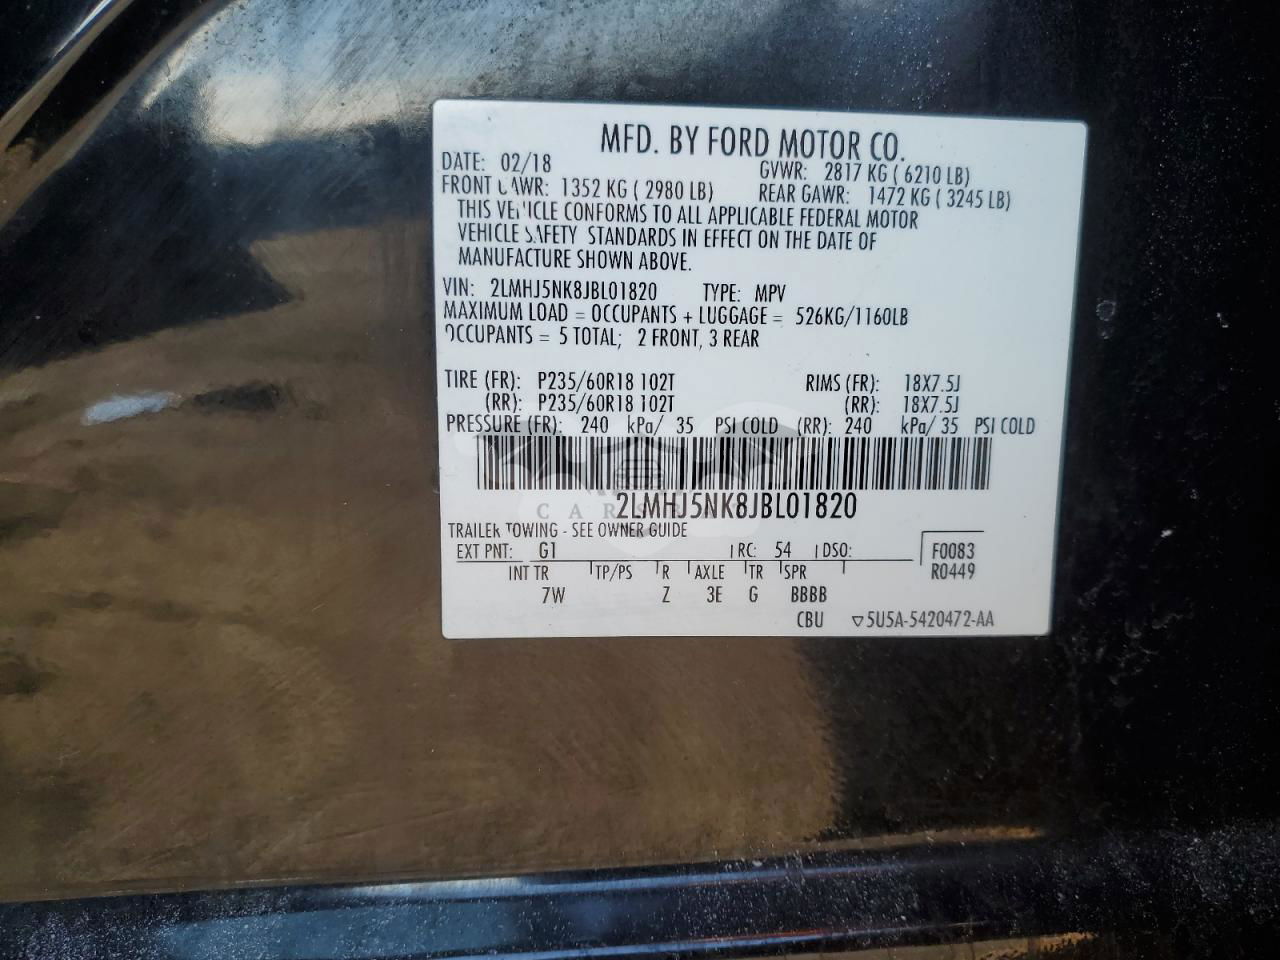 MFD. BY FORD MOTOR CO.
DATE: 02/18 GVWR: 2817 KG ( 6210 LB)
FRONT GAWR: 1352 KG ( 2980 LB) REAR GAWR: 1472 KG ( 3245 LB)
THIS VEHICLE CONFORMS TO ALL APPLICABLE FEDERAL MOTOR
VEHICLE SAFETY STANDARDS IN EFFECT ON THE DATE OF
MANUFACTURE SHOWN ABOVE.
VIN: 2LMHJ5NK8JBL01820 TYPE: MPV
MAXIMUM LOAD = OCCUPANTS + LUGGAGE = 526KG/1160LB
OCCUPANTS = 5 TOTAL; 2 FRONT, 3 REAR
TIRE (FR): P235/60R18 102T RIMS (FR): 18X7.5J
(RR): P235/60R18 102T (RR): 18X7.5J
PRESSURE (FR): 240 kPa/ 35 PSI COLD (RR): 240 kPa/ 35 PSI COLD
2LMHJ5NK8JBL01820
TRAILER TOWING - SEE OWNER GUIDE
EXT PNT: G1 RC: 54 DSO: F0083
INT TR TP/PS R AXLE TR SPR R0449
7W Z 3E G BBBB
CBU ▽5U5A-5420472-AA